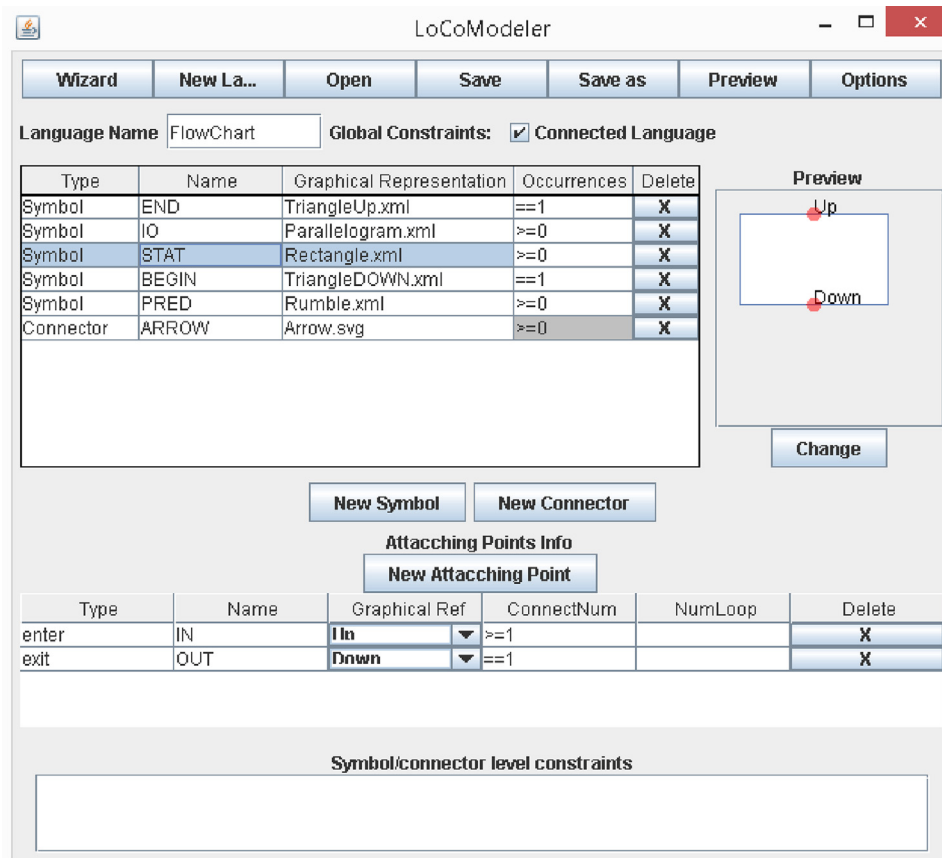 LoCoModeler
Wizard New La... Open Save Save as Preview Options
Language Name FlowChart Global Constraints: Connected Language
Type Name Graphical Representation Occurrences Delete
Symbol END TriangleUp.xml ==1 X
Symbol IO Parallelogram.xml >=0 X
Symbol STAT Rectangle.xml >=0 X
Symbol BEGIN TriangleDOWN.xml ==1 X
Symbol PRED Rumble.xml >=0 X
Connector ARROW Arrow.svg >=0 X
Preview
Up
Down
Change
New Symbol New Connector
Attacching Points Info
New Attacching Point
Type Name Graphical Ref ConnectNum NumLoop Delete
enter IN Up >=1 X
exit OUT Down ==1 X
Symbol/connector level constraints